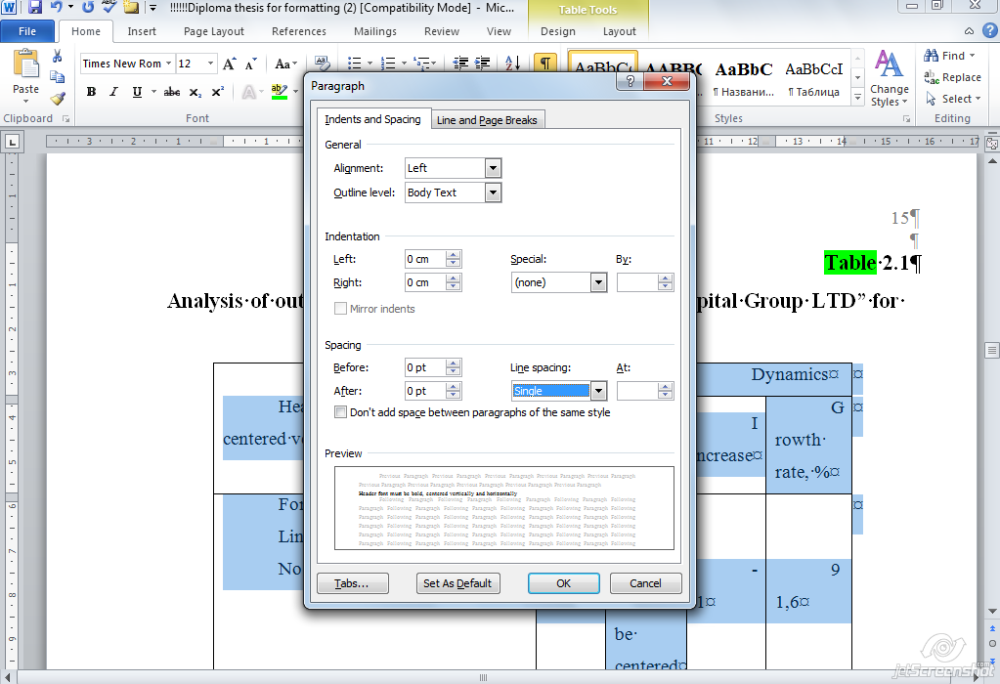 !!!!!!Diploma thesis for formatting (2) [Compatibility Mode] - Mic...
Table Tools
File Home Insert Page Layout References Mailings Review View Design Layout
Paste
Times New Rom 12
B I U abc x₂ x² A ab
Aa
AaBbC AABBC AaBbC AaBbCcI
¶ Названи... ¶ Таблица
Change Styles
Find
Replace
Select
Clipboard Font Styles Editing
Paragraph
Indents and Spacing Line and Page Breaks
General
Alignment: Left
Outline level: Body Text
Indentation
Left: 0 cm Special: By:
Right: 0 cm (none)
Mirror indents
Spacing
Before: 0 pt Line spacing: At:
After: 0 pt Single
Don't add space between paragraphs of the same style
Preview
Previous Paragraph Previous Paragraph Previous Paragraph Previous Paragraph Previous Paragraph
Previous Paragraph Previous Paragraph Previous Paragraph Previous Paragraph Previous Paragraph
Header font must be bold, centered vertically and horizontally
Following Paragraph Following Paragraph Following Paragraph Following Paragraph Following
Paragraph Following Paragraph Following Paragraph Following Paragraph Following Paragraph Following
Paragraph Following Paragraph Following Paragraph Following Paragraph Following Paragraph Following
Paragraph Following Paragraph Following Paragraph Following Paragraph Following Paragraph Following
Paragraph Following Paragraph Following Paragraph Following Paragraph Following Paragraph Following
Paragraph Following Paragraph Following Paragraph Following Paragraph Following Paragraph Following
Tabs... Set As Default OK Cancel
15¶
¶
Table·2.1¶
Analysis·of·out pital·Group·LTD”·for·
Dynamics¤
Hea
centered·ve
I
ncrease¤
G
rowth·
rate,·%¤
For
Lin
No
-
1¤
9
1,6¤
be·
centered¤
jetScreenshot